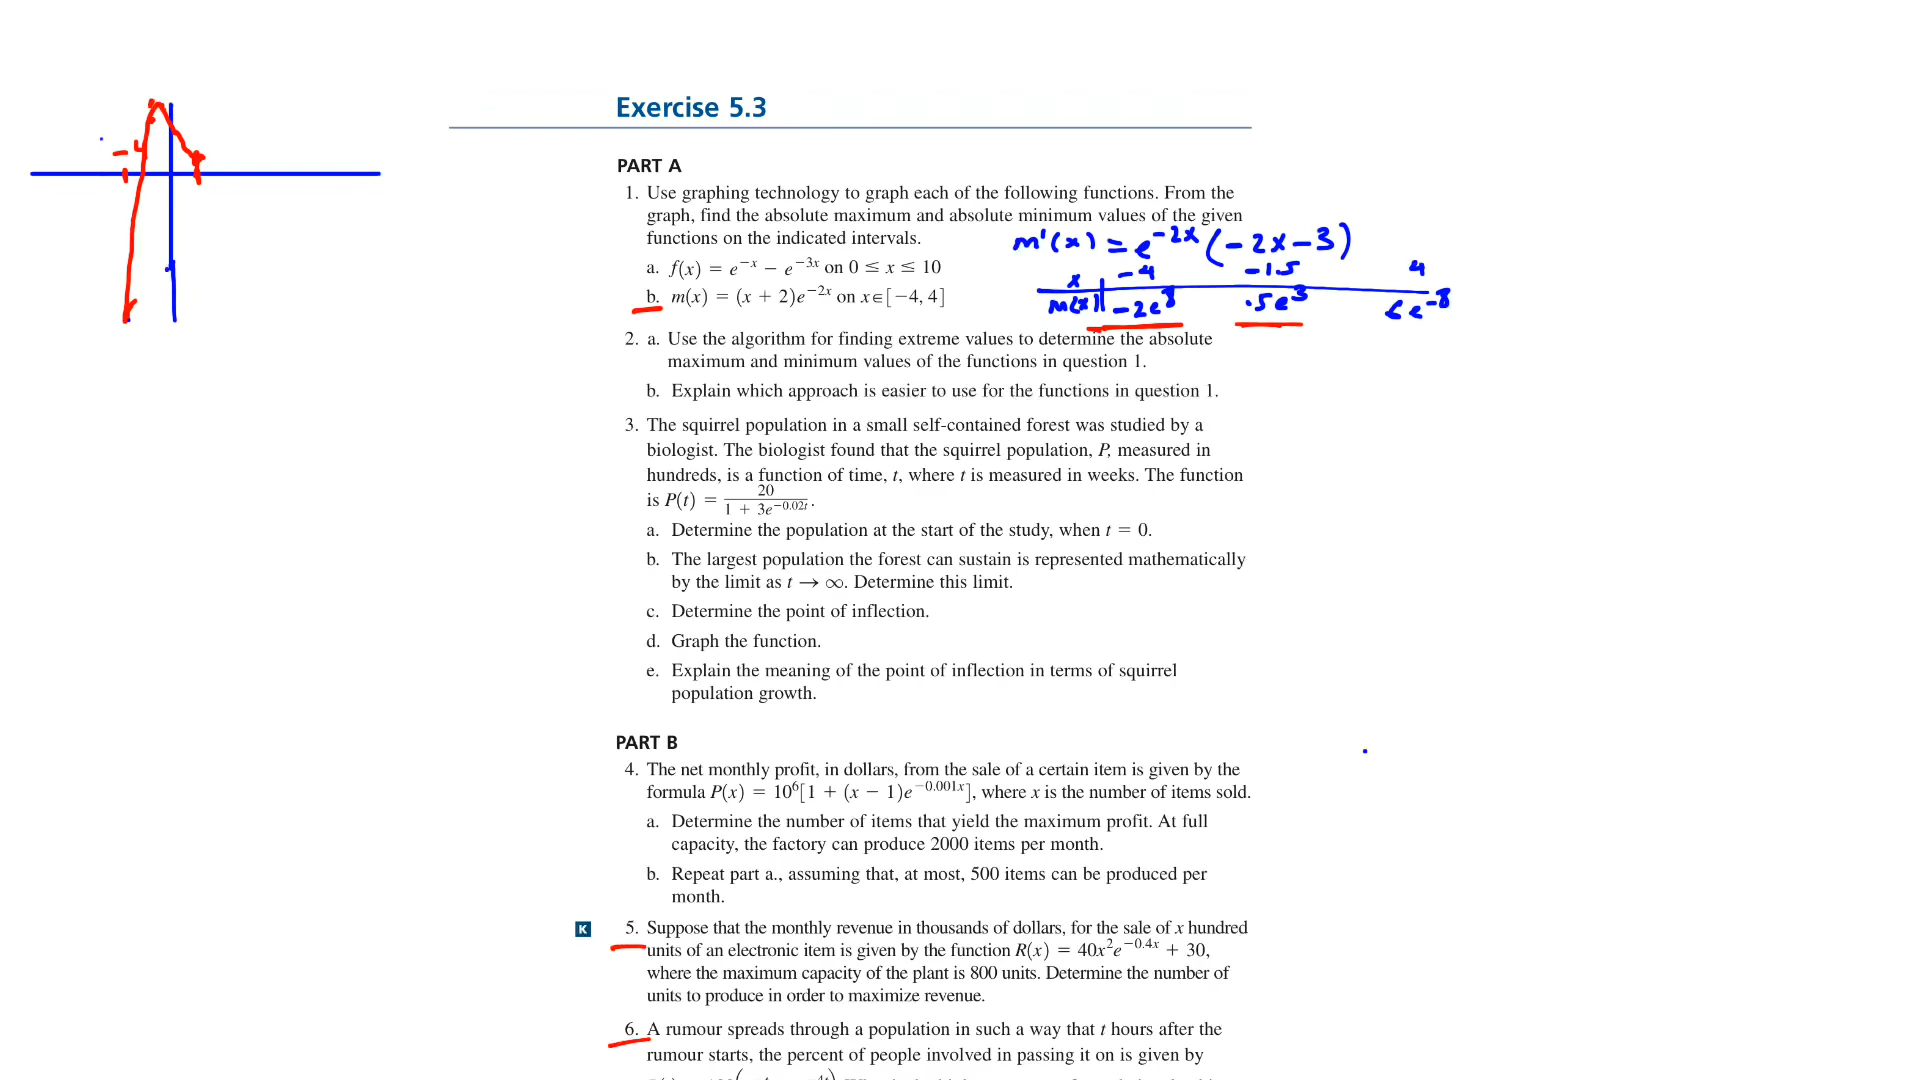 Exercise 5.3
PART A
1. Use graphing technology to graph each of the following functions. From the
graph, find the absolute maximum and absolute minimum values of the given
functions on the indicated intervals.
a. f(x) = e^−x − e^−3x on 0 ≤ x ≤ 10
b. m(x) = (x + 2)e^−2x on x∈[−4, 4]
m'(x) = e^−2x (−2x−3)
x −4 −1.5 4
m(x) −2e^8 .5e^3 6e^−8
−4
2. a. Use the algorithm for finding extreme values to determine the absolute
maximum and minimum values of the functions in question 1.
b. Explain which approach is easier to use for the functions in question 1.
3. The squirrel population in a small self-contained forest was studied by a
biologist. The biologist found that the squirrel population, P, measured in
hundreds, is a function of time, t, where t is measured in weeks. The function
is P(t) = 20 / (1 + 3e^−0.02t).
a. Determine the population at the start of the study, when t = 0.
b. The largest population the forest can sustain is represented mathematically
by the limit as t → ∞. Determine this limit.
c. Determine the point of inflection.
d. Graph the function.
e. Explain the meaning of the point of inflection in terms of squirrel
population growth.
PART B
4. The net monthly profit, in dollars, from the sale of a certain item is given by the
formula P(x) = 10^6[1 + (x − 1)e^−0.001x], where x is the number of items sold.
a. Determine the number of items that yield the maximum profit. At full
capacity, the factory can produce 2000 items per month.
b. Repeat part a., assuming that, at most, 500 items can be produced per
month.
K 5. Suppose that the monthly revenue in thousands of dollars, for the sale of x hundred
units of an electronic item is given by the function R(x) = 40x²e^−0.4x + 30,
where the maximum capacity of the plant is 800 units. Determine the number of
units to produce in order to maximize revenue.
6. A rumour spreads through a population in such a way that t hours after the
rumour starts, the percent of people involved in passing it on is given by